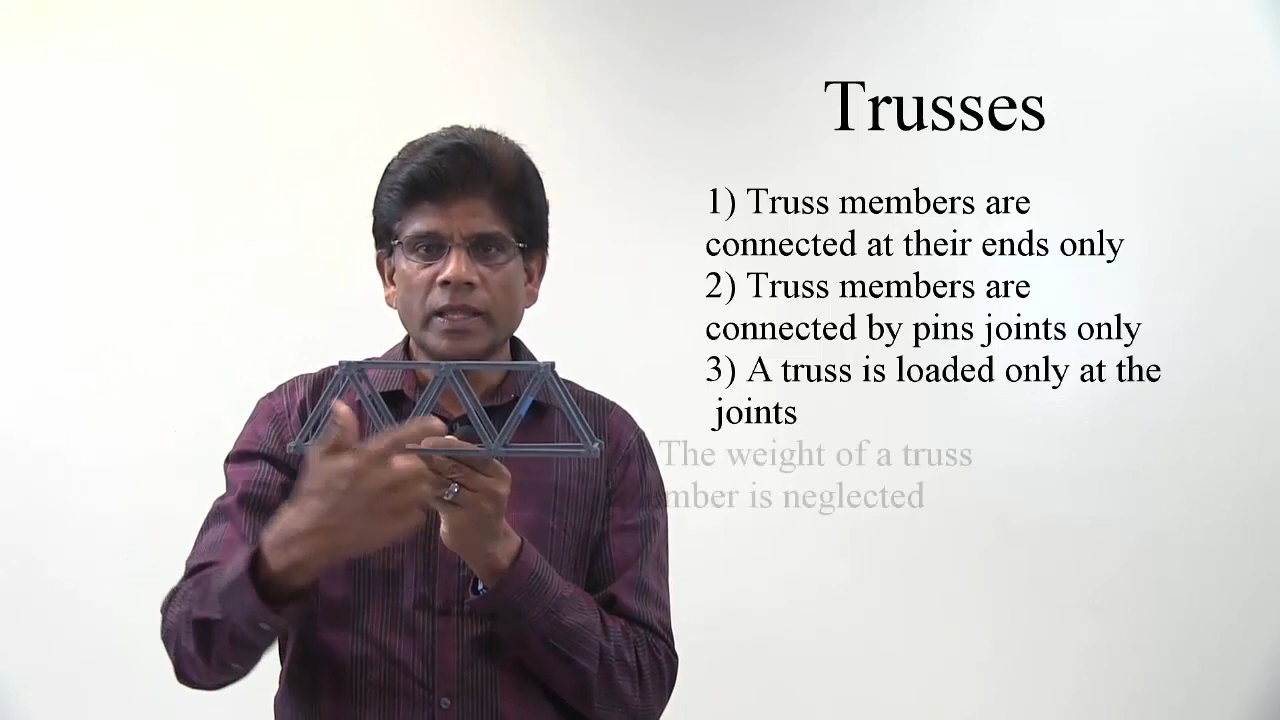 Trusses
1) Truss members are
connected at their ends only
2) Truss members are
connected by pins joints only
3) A truss is loaded only at the
joints
The weight of a truss
mber is neglected